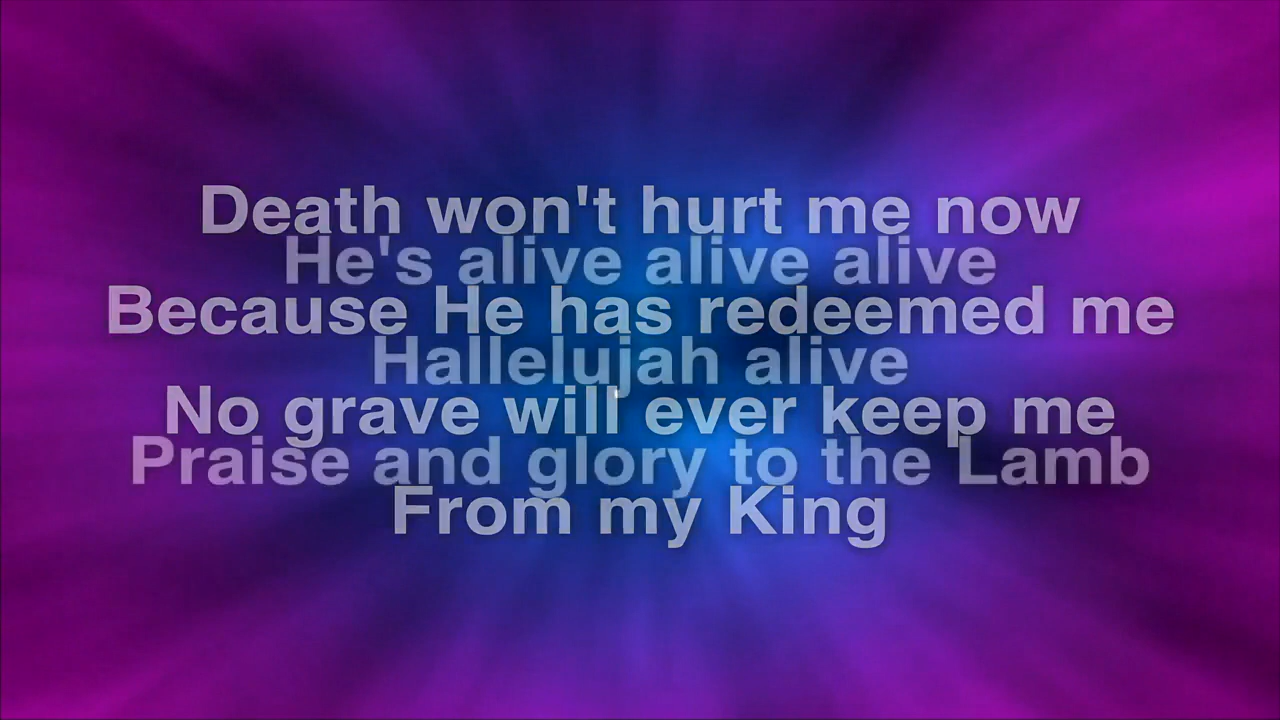 Death won't hurt me now
He's alive alive alive
Because He has redeemed me
Hallelujah alive
No grave will ever keep me
Praise and glory to the Lamb
From my King